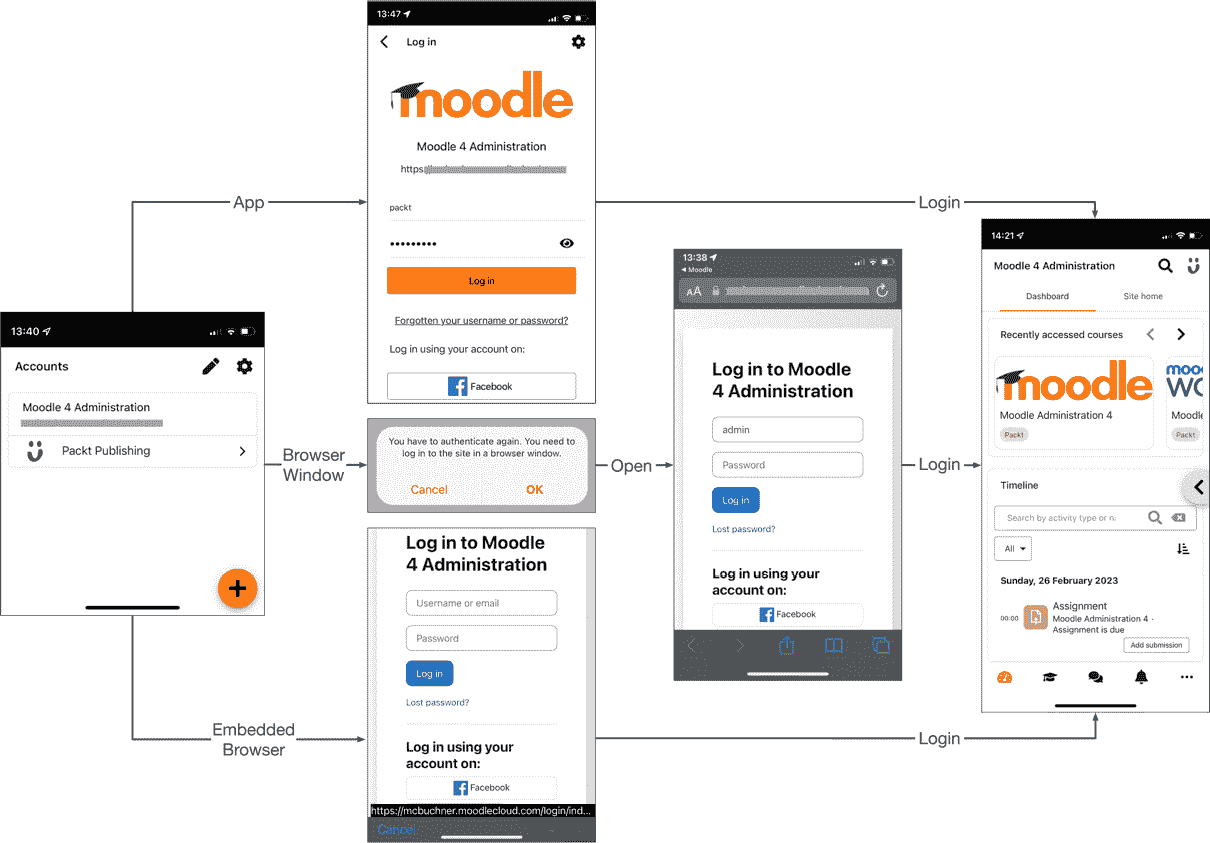 13:40
Accounts
Moodle 4 Administration
Packt Publishing
+
App
Browser
Window
Embedded
Browser
13:47
Log in
moodle
Moodle 4 Administration
https
packt
•••••••••
Log in
Forgotten your username or password?
Log in using your account on:
Facebook
You have to authenticate again. You need to
log in to the site in a browser window.
Cancel
OK
Log in to Moodle
4 Administration
Username or email
Password
Log in
Lost password?
Log in using your
account on:
Facebook
https://mcbuchner.moodlecloud.com/login/ind...
Cancel
Open
13:38
Moodle
AA
Log in to Moodle
4 Administration
admin
Password
Log in
Lost password?
Log in using your
account on:
Facebook
Login
Login
Login
14:21
Moodle 4 Administration
Dashboard
Site home
Recently accessed courses
moodle
Moodle Administration 4
Packt
moo
WO
Moodle
Packt
Timeline
Search by activity type or n
All
Sunday, 26 February 2023
00:00
Assignment
Moodle Administration 4 ·
Assignment is due
Add submission